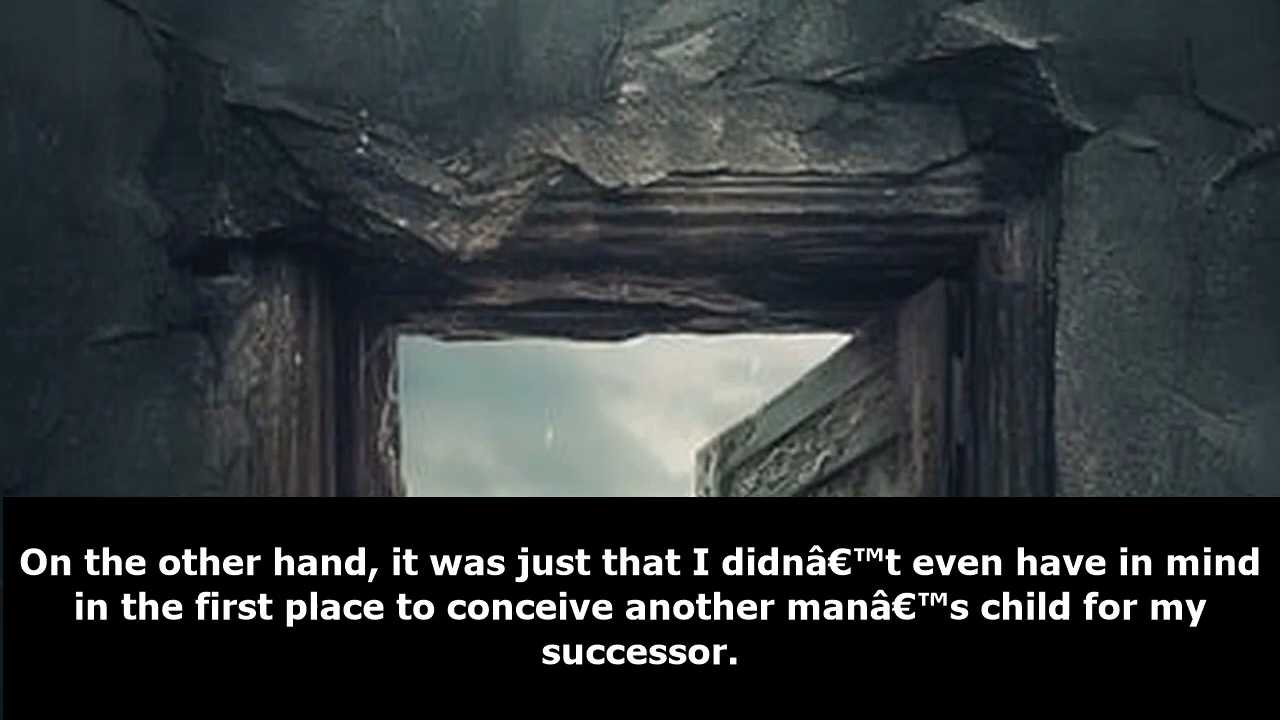 On the other hand, it was just that I didnâ€™t even have in mind
in the first place to conceive another manâ€™s child for my
successor.